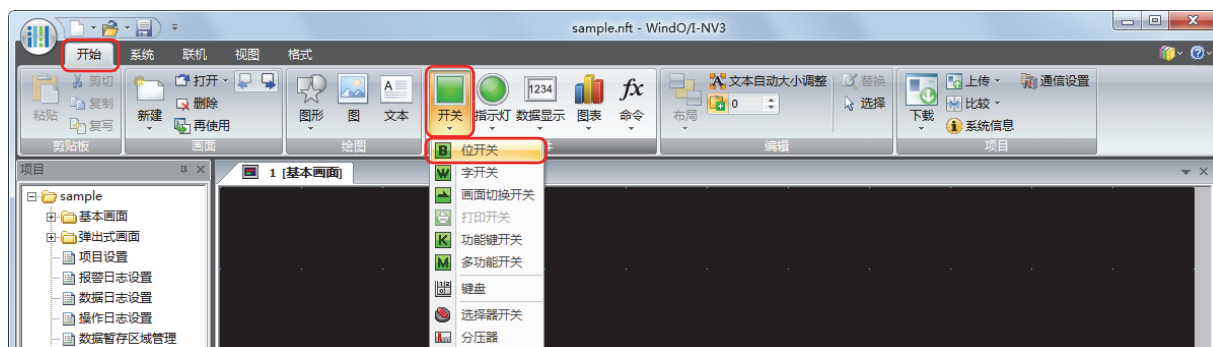 sample.nft - WindO/I-NV3
开始 系统 联机 视图 格式
剪切 打开 文本自动大小调整 替换 上传 通信设置
粘贴 复制 新建 删除 图形 图 A 文本 开关 指示灯 1234 数据显示 图表 fx 命令 布局 0 选择 下载 比较
复写 再使用 系统信息
剪贴板 画面 绘图 编辑 项目
项目 1 [基本画面]
B 位开关
W 字开关
画面切换开关
打印开关
K 功能键开关
M 多功能开关
键盘
选择器开关
分压器
sample
基本画面
弹出式画面
项目设置
报警日志设置
数据日志设置
操作日志设置
数据暂存区域管理